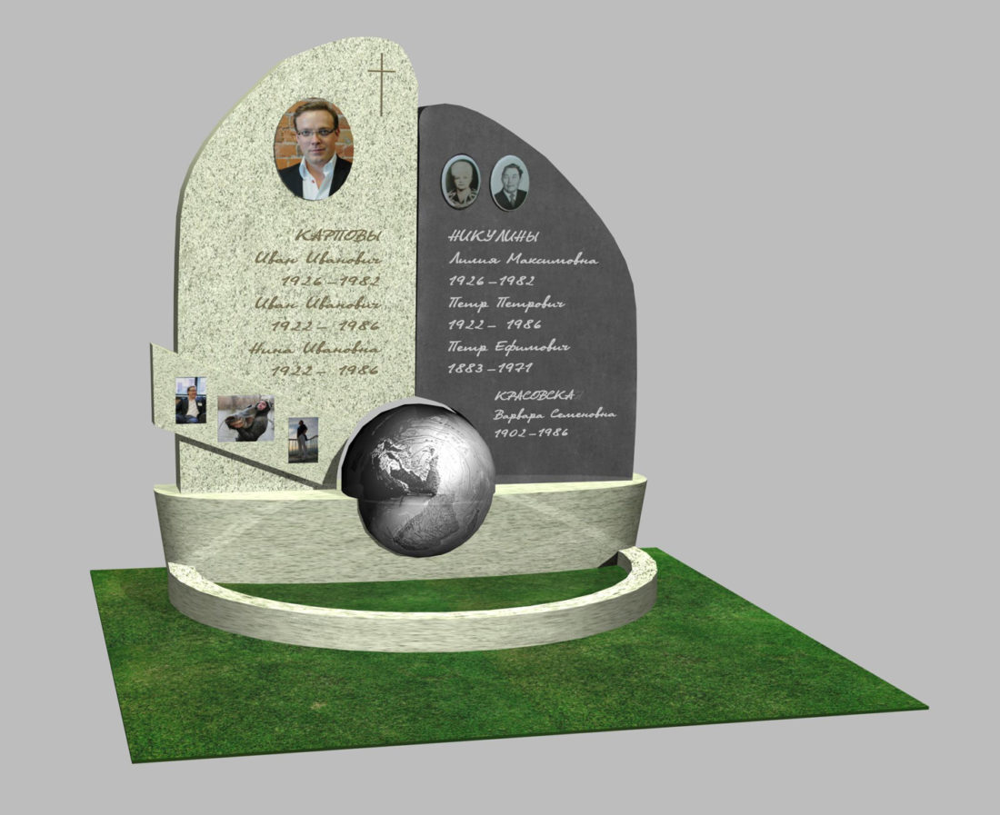 КАРПОВЫ
Иван Иванович
1926 – 1982
Иван Иванович
1922 – 1986
Нина Ивановна
1922 – 1986
НИКУЛИНЫ
Лилия Максимовна
1926 – 1982
Петр Петрович
1922 – 1986
Петр Ефимович
1883 – 1971
КРАСОВСКА
Варвара Семеновна
1902 – 1986